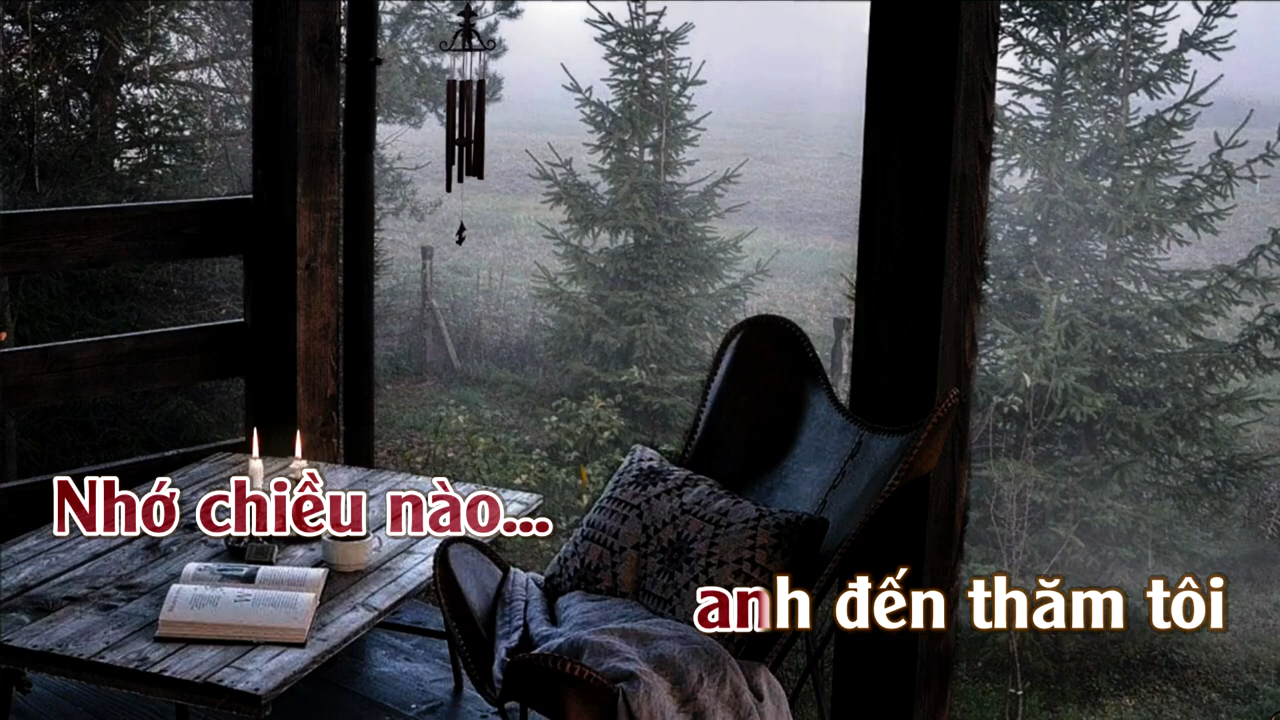 Nhớ chiều nào...
anh đến thăm tôi